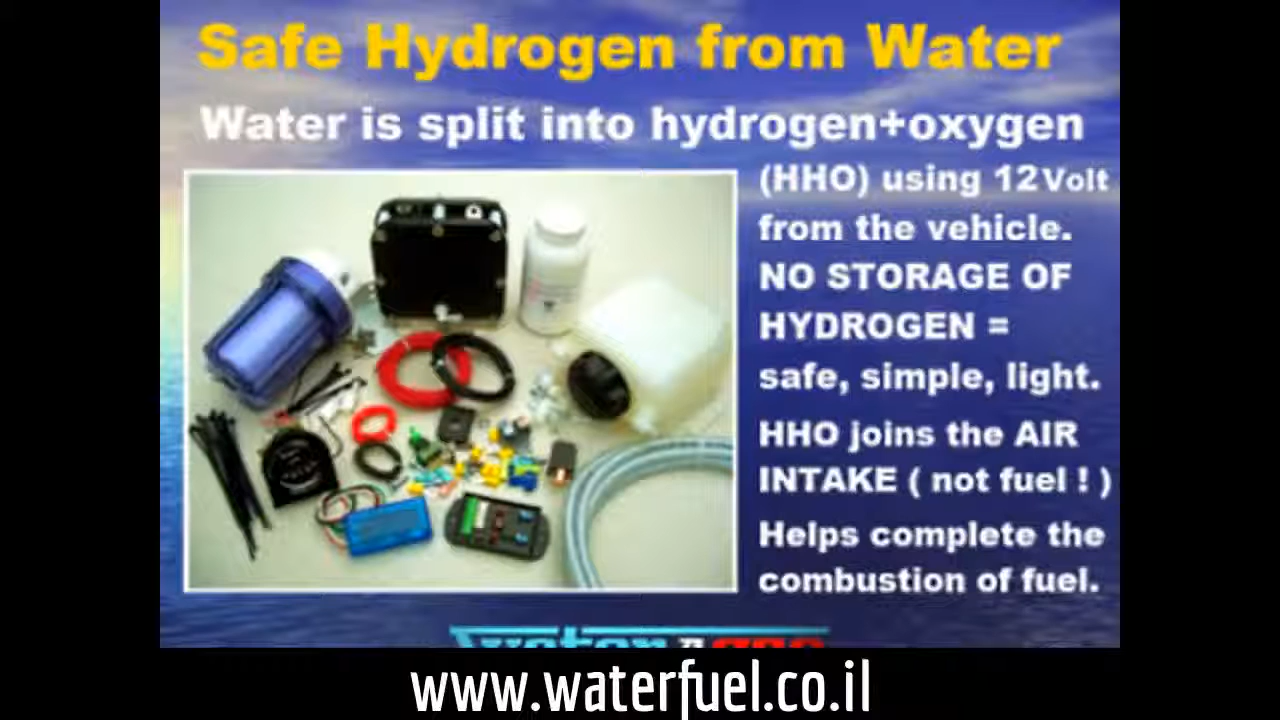 Safe Hydrogen from Water
Water is split into hydrogen+oxygen
(HHO) using 12Volt
from the vehicle.
NO STORAGE OF
HYDROGEN =
safe, simple, light.
HHO joins the AIR
INTAKE ( not fuel ! )
Helps complete the
combustion of fuel.
www.waterfuel.co.il